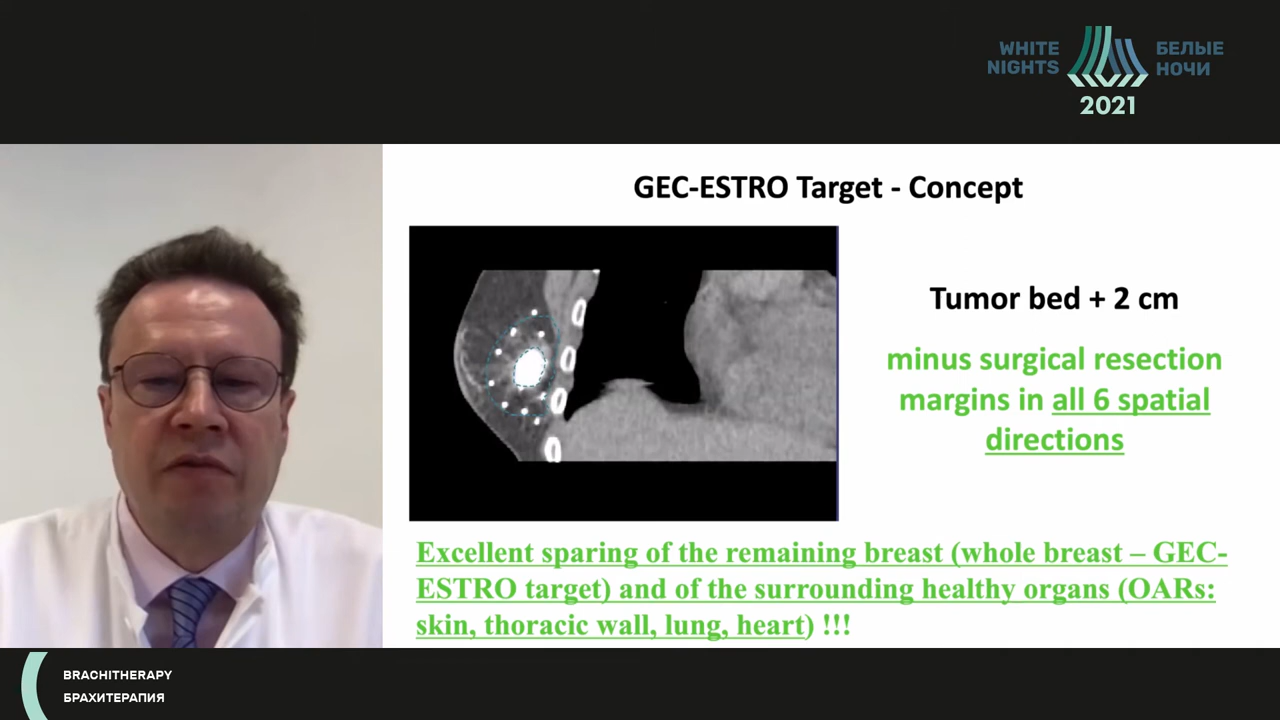 WHITE
NIGHTS
БЕЛЫЕ
НОЧИ
2021
GEC-ESTRO Target - Concept
Tumor bed + 2 cm
minus surgical resection
margins in all 6 spatial
directions
Excellent sparing of the remaining breast (whole breast – GEC-
ESTRO target) and of the surrounding healthy organs (OARs:
skin, thoracic wall, lung, heart) !!!
BRACHITHERAPY
БРАХИТЕРАПИЯ